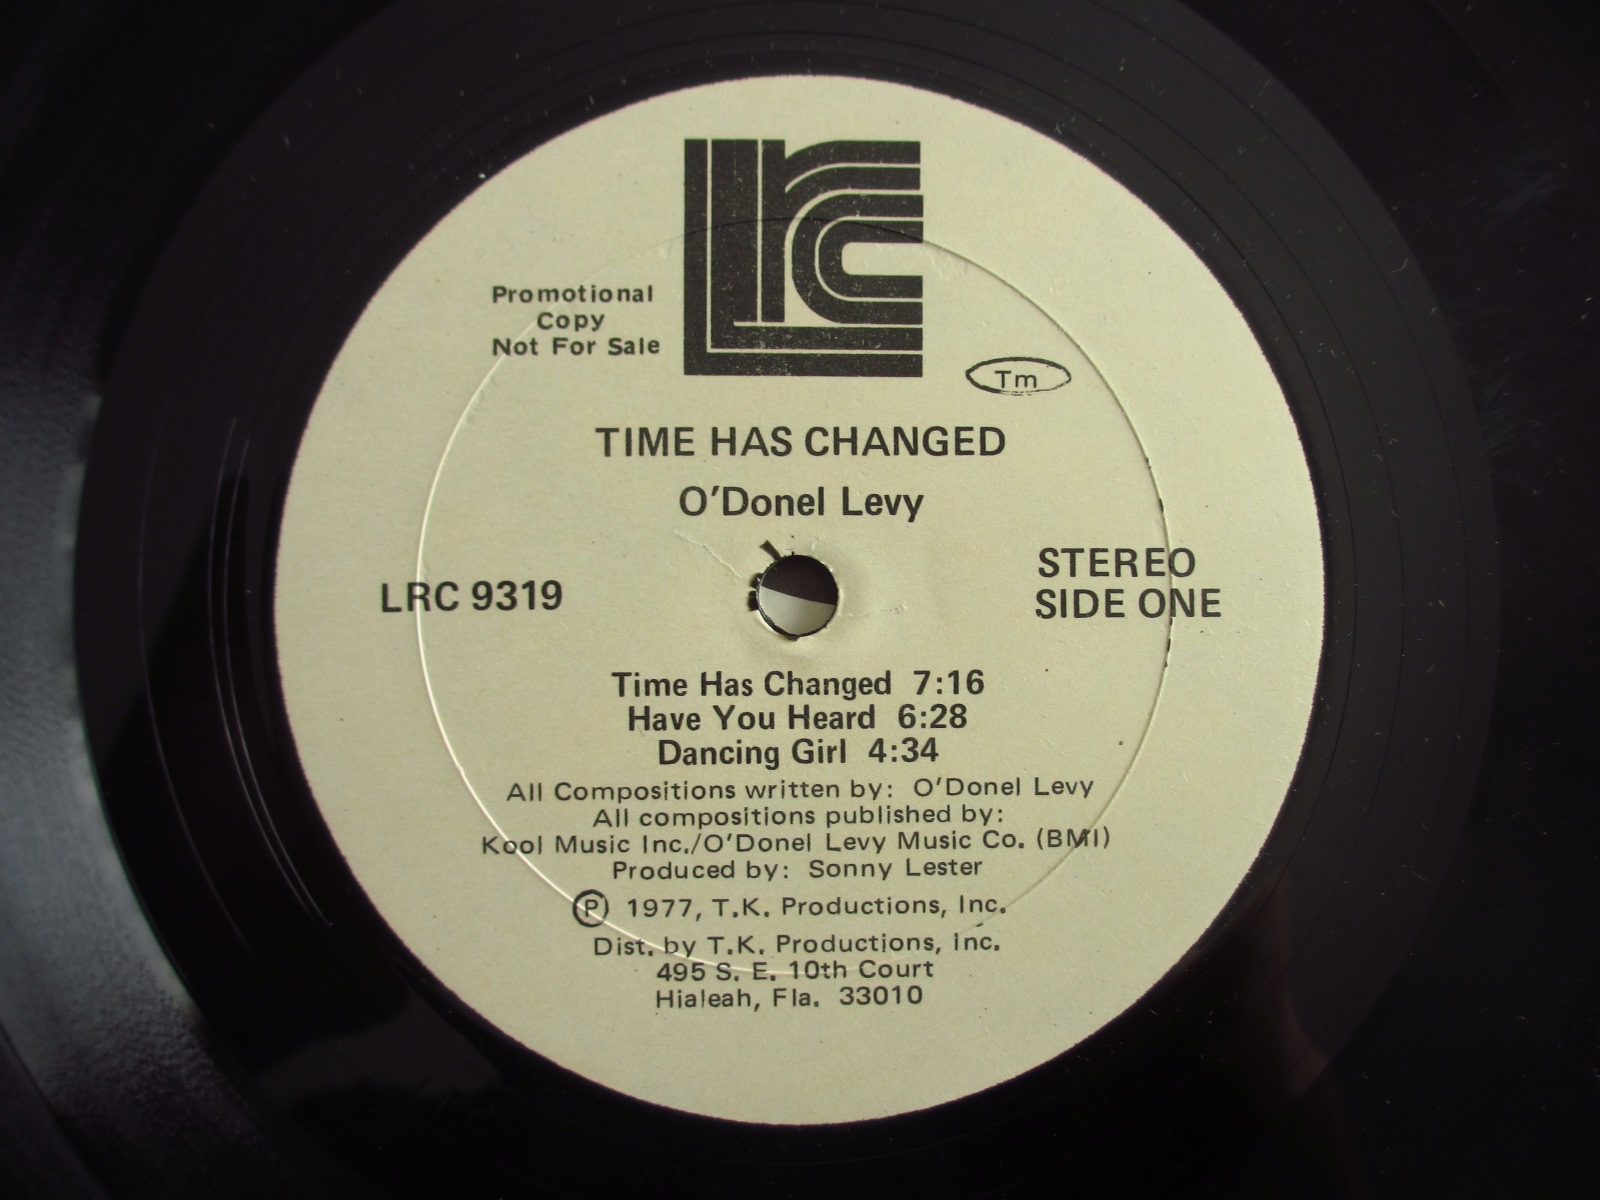 LRC
Promotional
Copy
Not For Sale
Tm
TIME HAS CHANGED
O'Donel Levy
LRC 9319
STEREO
SIDE ONE
Time Has Changed 7:16
Have You Heard 6:28
Dancing Girl 4:34
All Compositions written by: O'Donel Levy
All compositions published by:
Kool Music Inc./O'Donel Levy Music Co. (BMI)
Produced by: Sonny Lester
Ⓟ 1977, T.K. Productions, Inc.
Dist. by T.K. Productions, Inc.
495 S. E. 10th Court
Hialeah, Fla. 33010